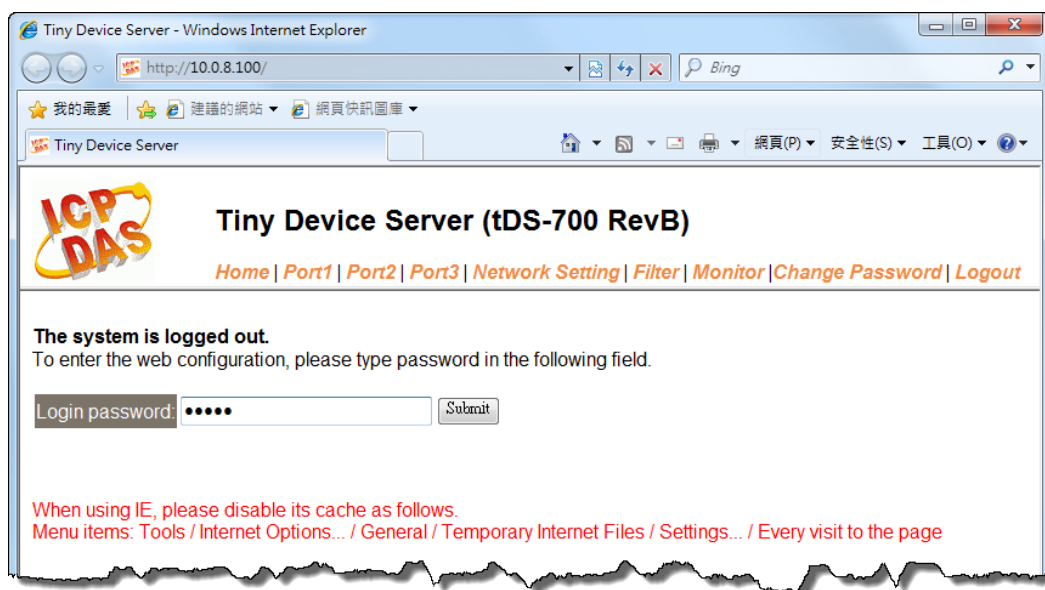 Tiny Device Server - Windows Internet Explorer
http://10.0.8.100/
Bing
我的最愛
建議的網站
網頁快訊圖庫
Tiny Device Server
網頁(P)
安全性(S)
工具(O)
ICP
DAS
Tiny Device Server (tDS-700 RevB)
Home | Port1 | Port2 | Port3 | Network Setting | Filter | Monitor |Change Password | Logout
The system is logged out.
To enter the web configuration, please type password in the following field.
Login password: ●●●●● Submit
When using IE, please disable its cache as follows.
Menu items: Tools / Internet Options... / General / Temporary Internet Files / Settings... / Every visit to the page